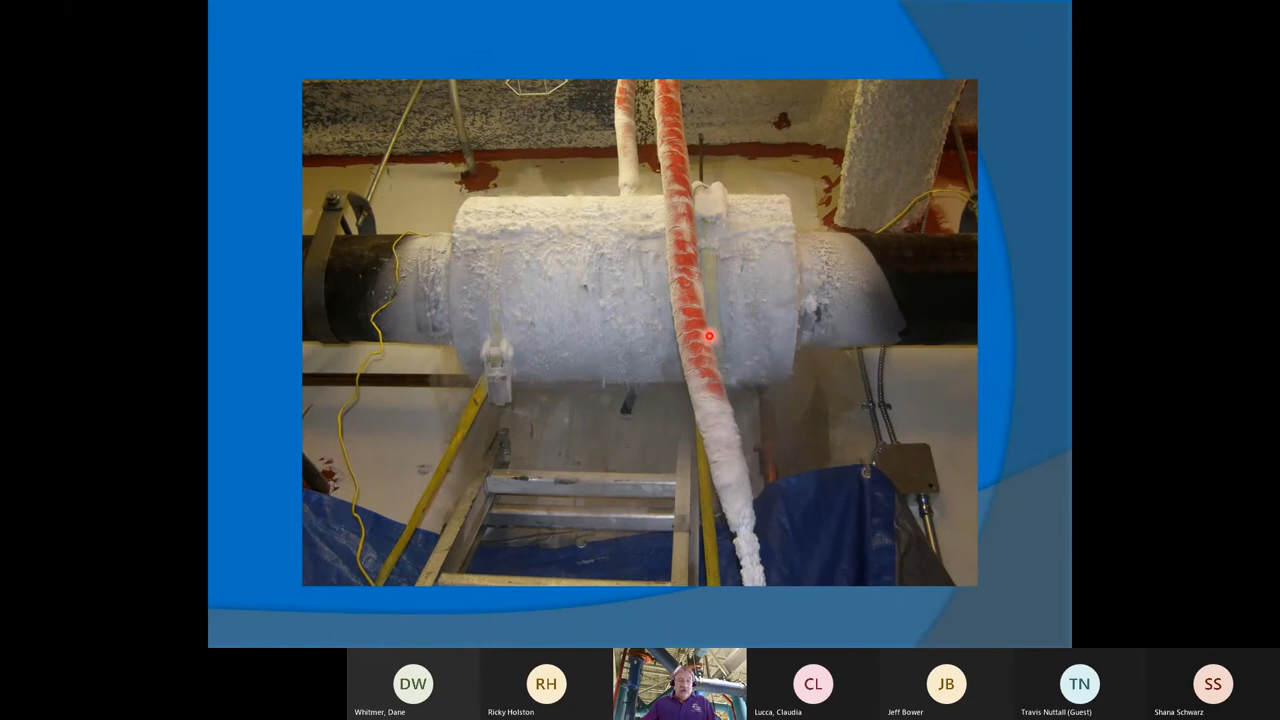 DW
RH
CL
JB
TN
SS
Whitmer, Dane
Ricky Holston
Lucca, Claudia
Jeff Bower
Travis Nuttall (Guest)
Shana Schwarz